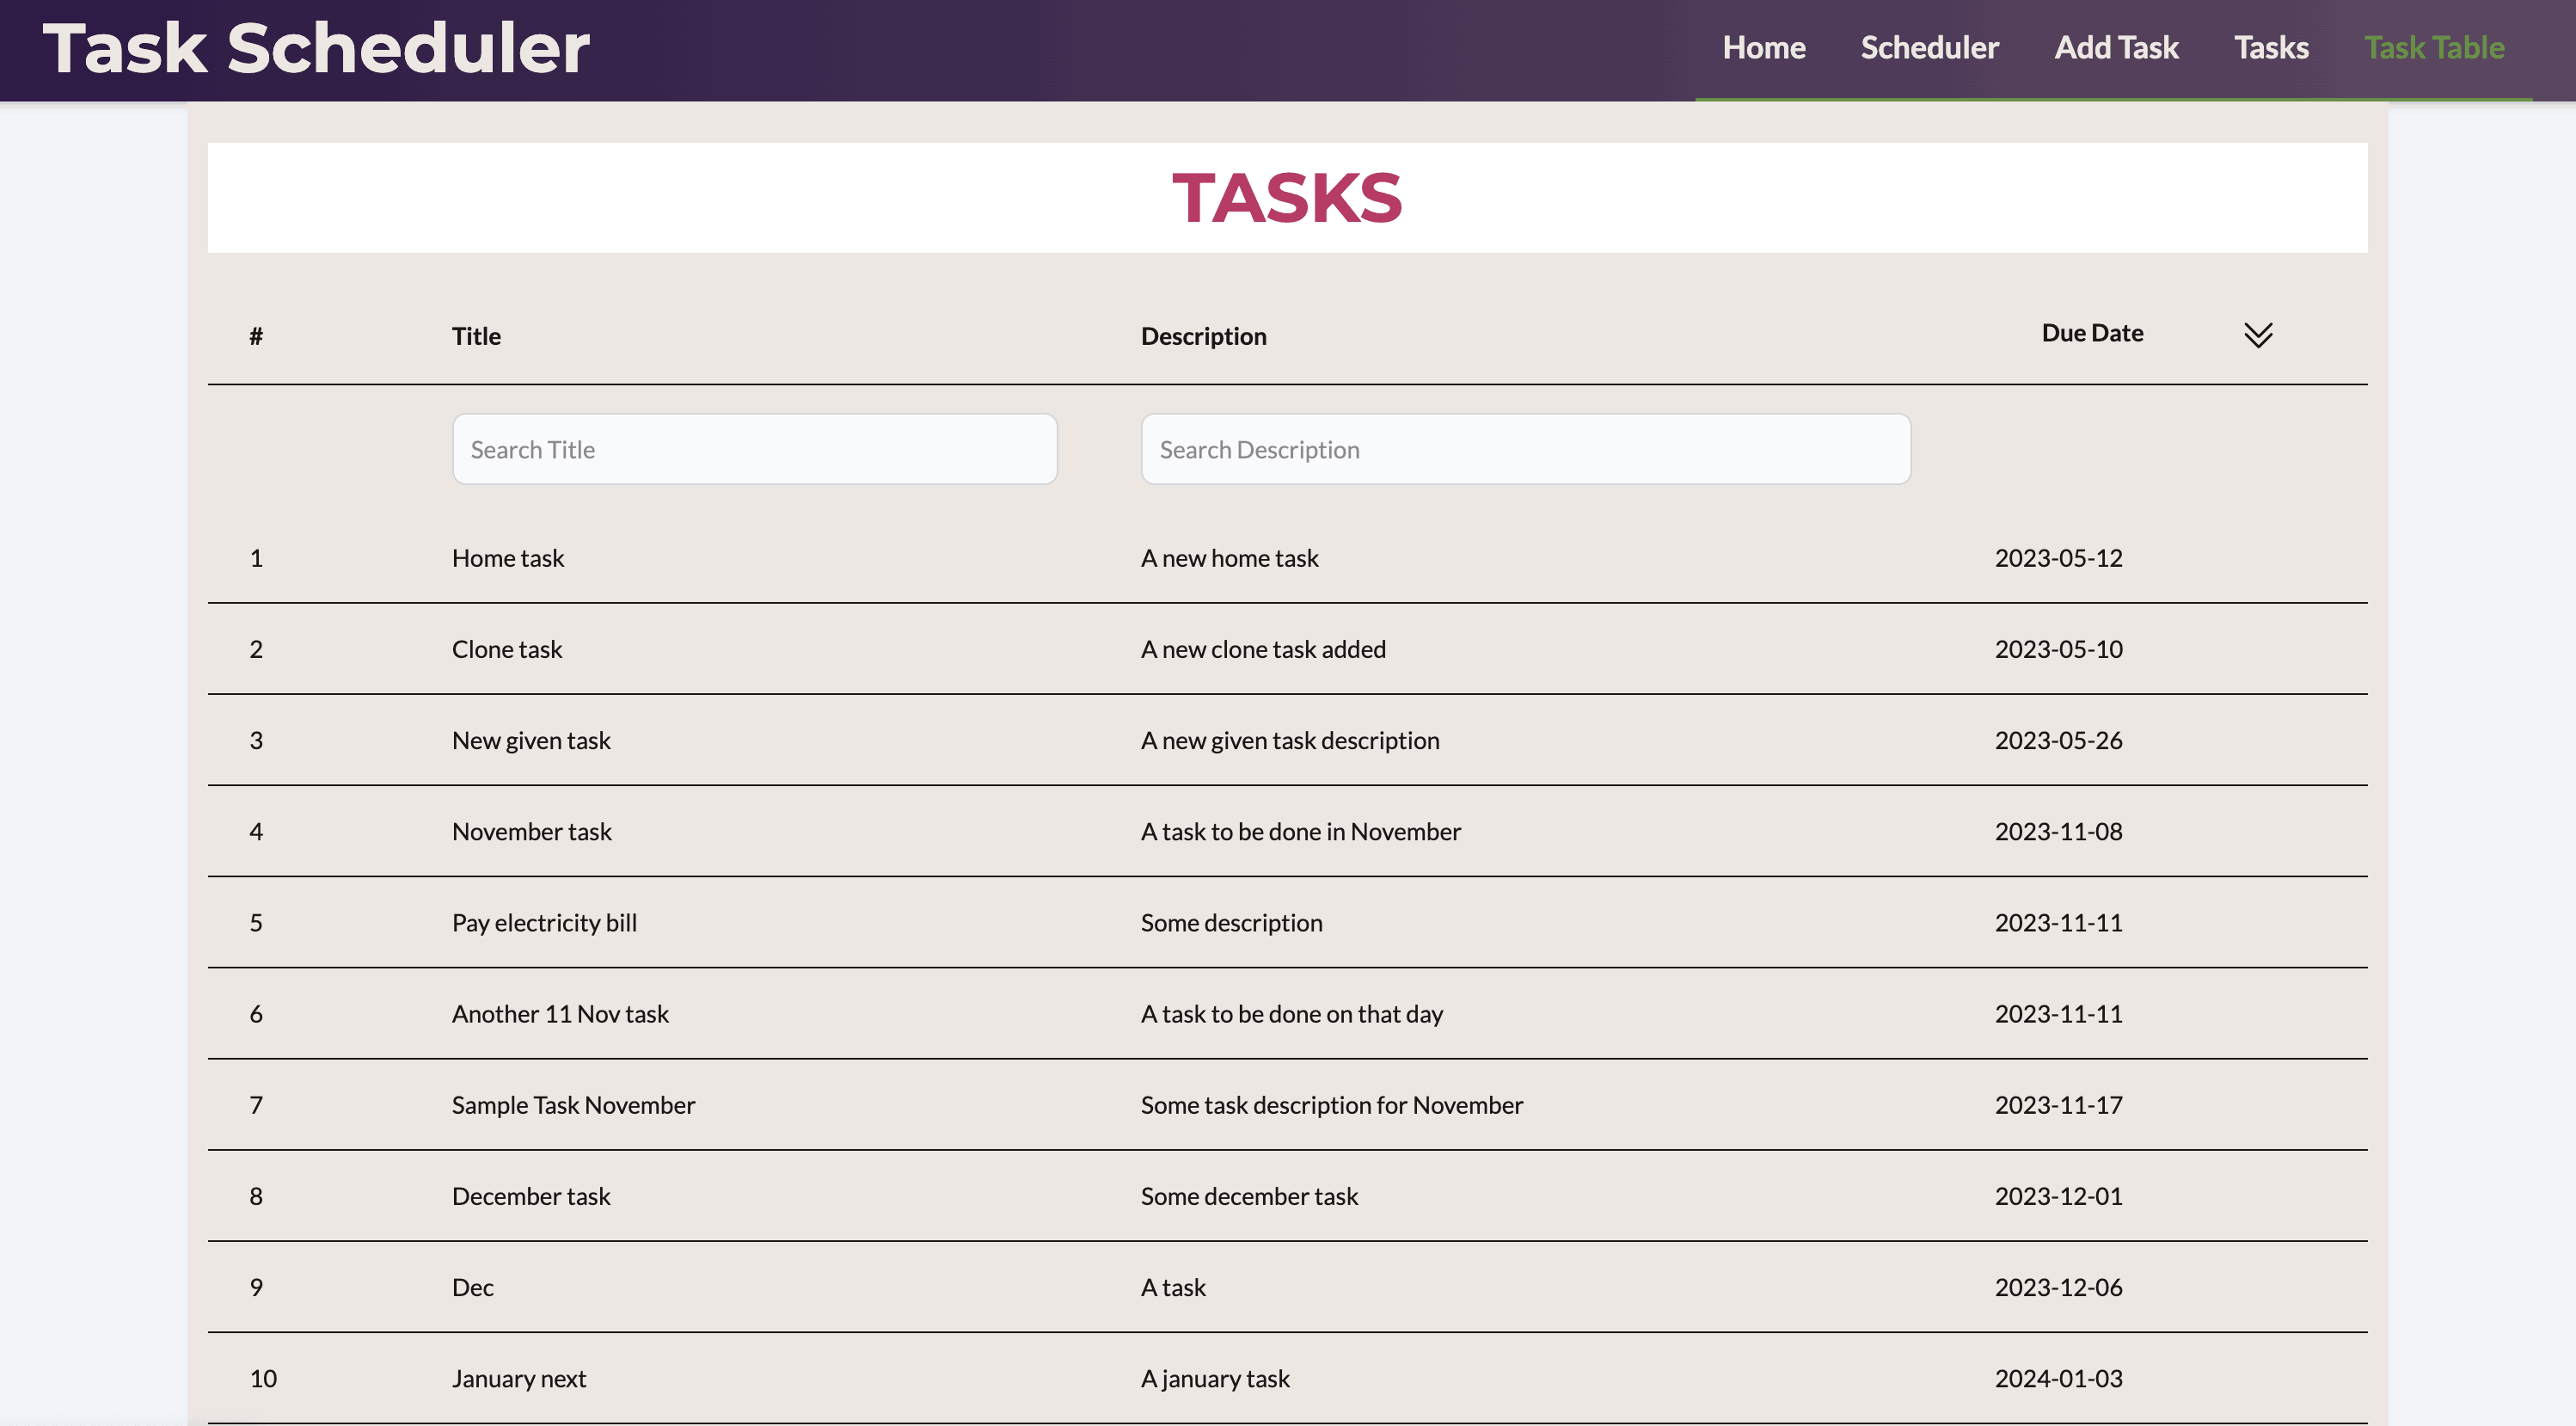 Task Scheduler Home Scheduler Add Task Tasks Task Table
TASKS
# Title Description Due Date
Search Title Search Description
1 Home task A new home task 2023-05-12
2 Clone task A new clone task added 2023-05-10
3 New given task A new given task description 2023-05-26
4 November task A task to be done in November 2023-11-08
5 Pay electricity bill Some description 2023-11-11
6 Another 11 Nov task A task to be done on that day 2023-11-11
7 Sample Task November Some task description for November 2023-11-17
8 December task Some december task 2023-12-01
9 Dec A task 2023-12-06
10 January next A january task 2024-01-03